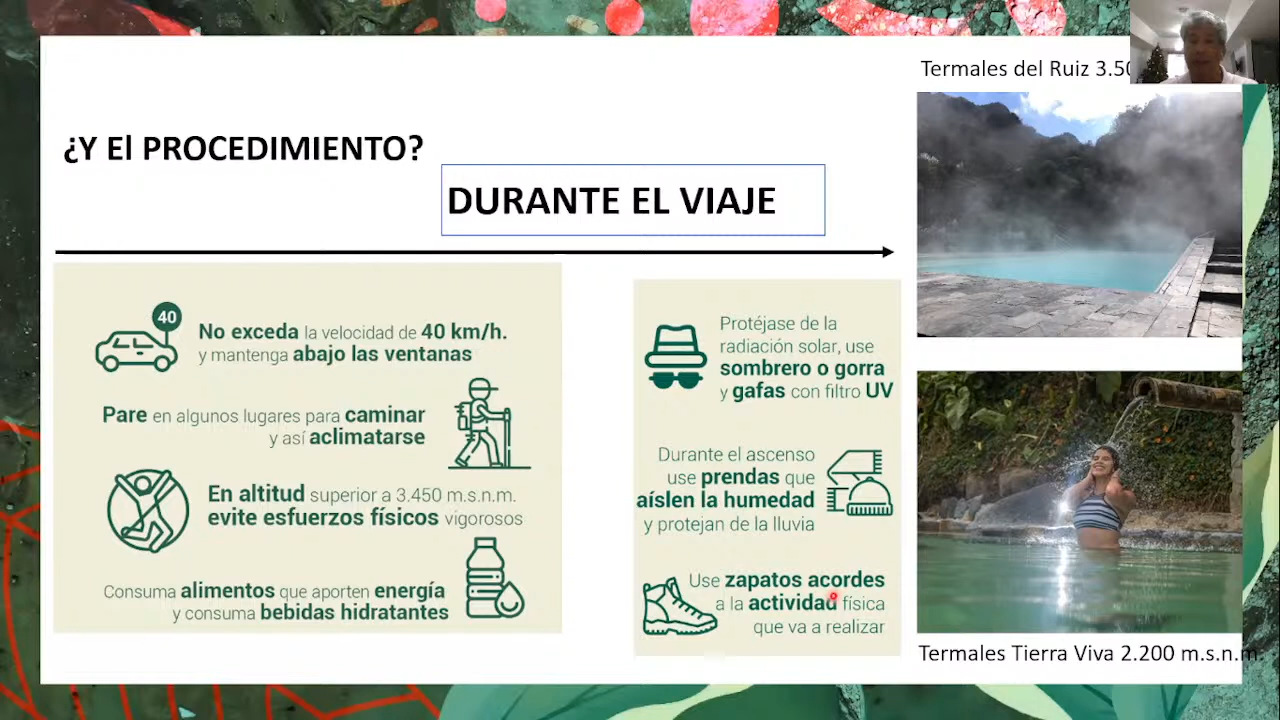 Termales del Ruiz 3.50
¿Y El PROCEDIMIENTO?
DURANTE EL VIAJE
40
No exceda la velocidad de 40 km/h.
y mantenga abajo las ventanas
Pare en algunos lugares para caminar
y así aclimatarse
En altitud superior a 3.450 m.s.n.m.
evite esfuerzos físicos vigorosos
Consuma alimentos que aporten energía
y consuma bebidas hidratantes
Protéjase de la
radiación solar, use
sombrero o gorra
y gafas con filtro UV
Durante el ascenso
use prendas que
aíslen la humedad
y protejan de la lluvia
Use zapatos acordes
a la actividad física
que va a realizar
Termales Tierra Viva 2.200 m.s.n.m.